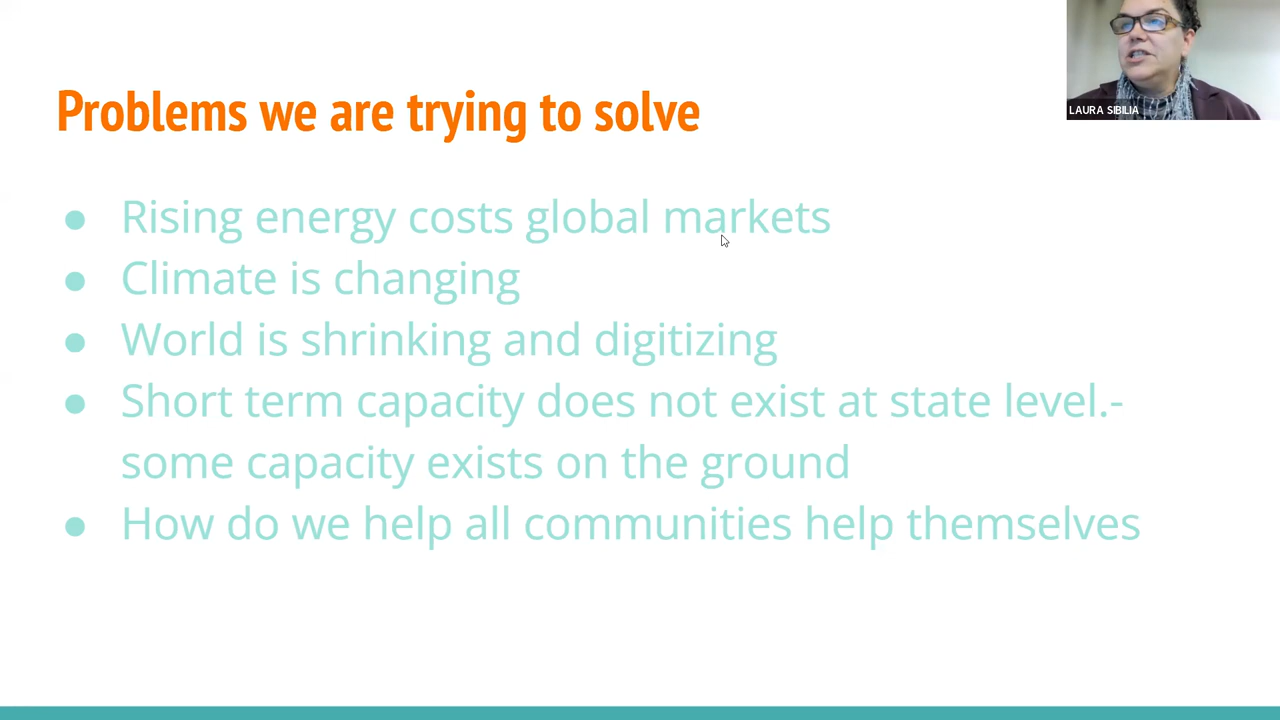 Problems we are trying to solve
LAURA SIBILIA
● Rising energy costs global markets
● Climate is changing
● World is shrinking and digitizing
● Short term capacity does not exist at state level.-
some capacity exists on the ground
● How do we help all communities help themselves